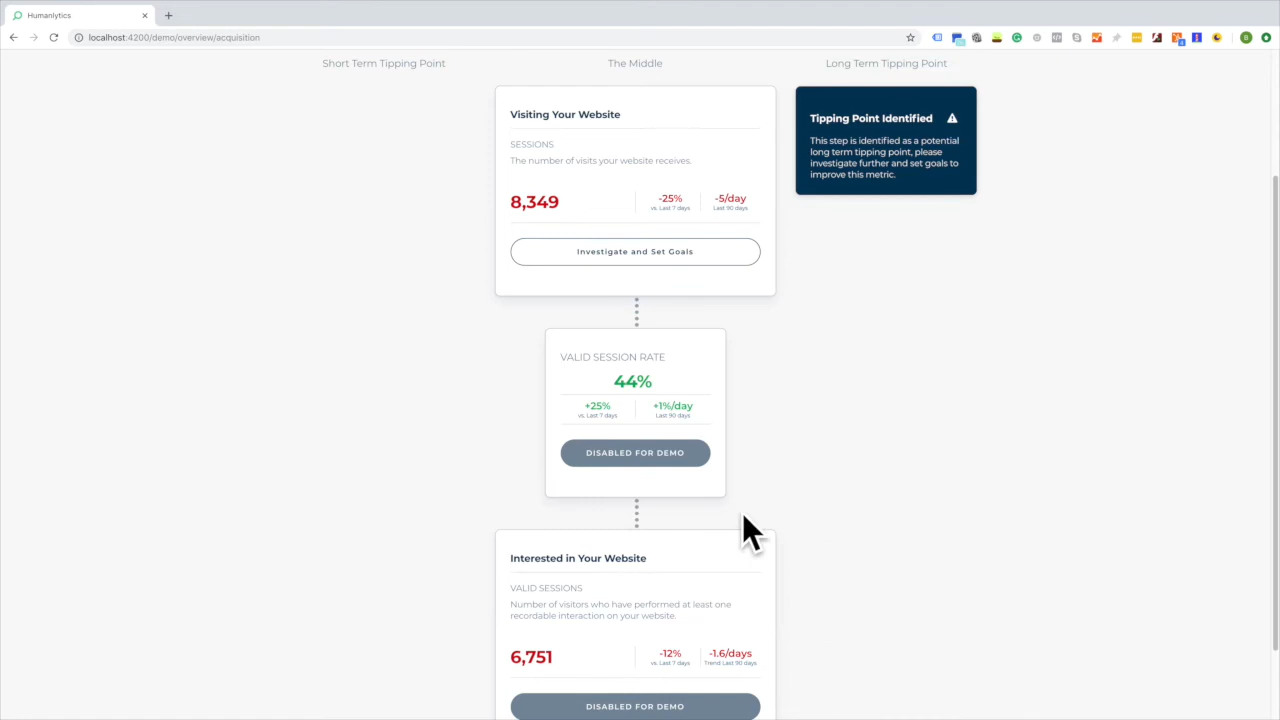 Humanlytics
localhost:4200/demo/overview/acquisition
Short Term Tipping Point
The Middle
Long Term Tipping Point
Visiting Your Website
SESSIONS
The number of visits your website receives.
8,349
-25%
vs. Last 7 days
-5/day
Last 90 days
Investigate and Set Goals
Tipping Point Identified
This step is identified as a potential
long term tipping point, please
investigate further and set goals to
improve this metric.
VALID SESSION RATE
44%
+25%
vs. Last 7 days
+1%/day
Last 90 days
DISABLED FOR DEMO
Interested in Your Website
VALID SESSIONS
Number of visitors who have performed at least one
recordable interaction on your website.
6,751
-12%
vs. Last 7 days
-1.6/days
Trend Last 90 days
DISABLED FOR DEMO